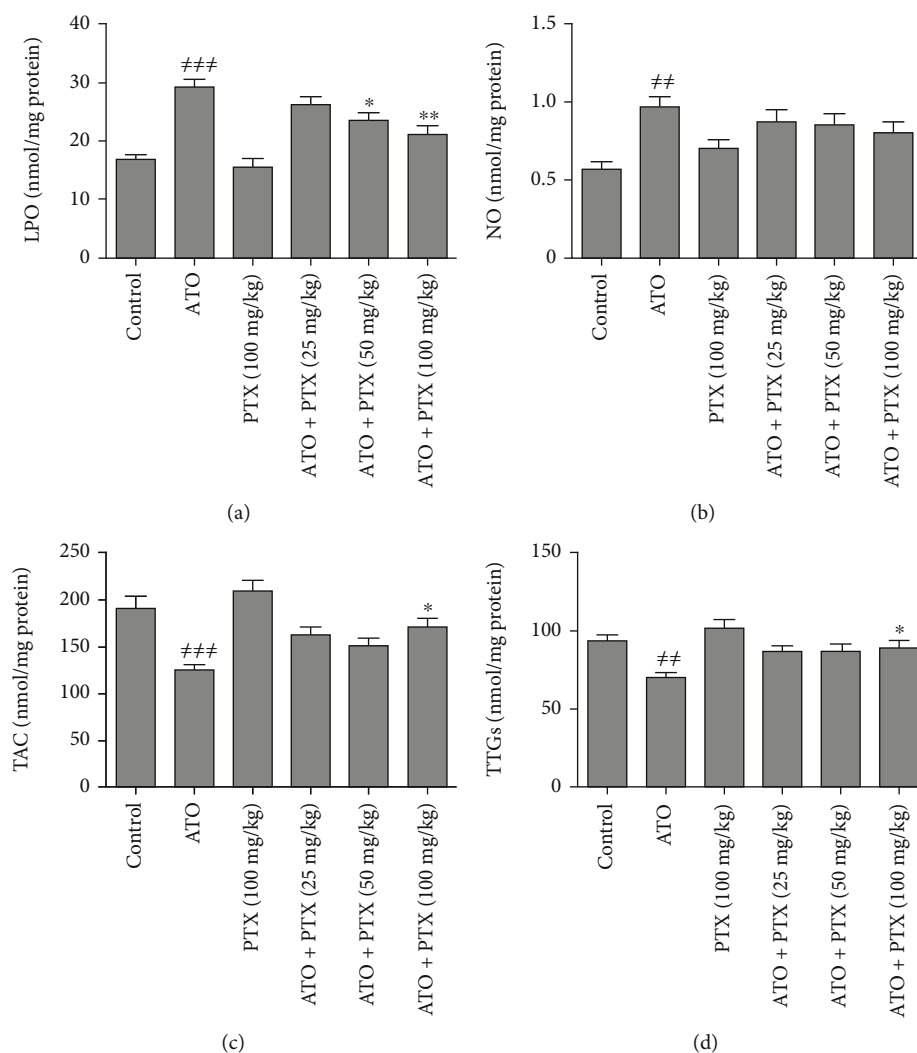 LPO (nmol/mg protein)
40
30
20
10
0
≠≠≠
*
**
Control
ATO
PTX (100 mg/kg)
ATO + PTX (25 mg/kg)
ATO + PTX (50 mg/kg)
ATO + PTX (100 mg/kg)
(a)
NO (nmol/mg protein)
1.5
1.0
0.5
0
≠≠
Control
ATO
PTX (100 mg/kg)
ATO + PTX (25 mg/kg)
ATO + PTX (50 mg/kg)
ATO + PTX (100 mg/kg)
(b)
TAC (nmol/mg protein)
250
200
150
100
50
0
≠≠≠
*
Control
ATO
PTX (100 mg/kg)
ATO + PTX (25 mg/kg)
ATO + PTX (50 mg/kg)
ATO + PTX (100 mg/kg)
(c)
TTGs (nmol/mg protein)
150
100
50
0
≠≠
*
Control
ATO
PTX (100 mg/kg)
ATO + PTX (25 mg/kg)
ATO + PTX (50 mg/kg)
ATO + PTX (100 mg/kg)
(d)